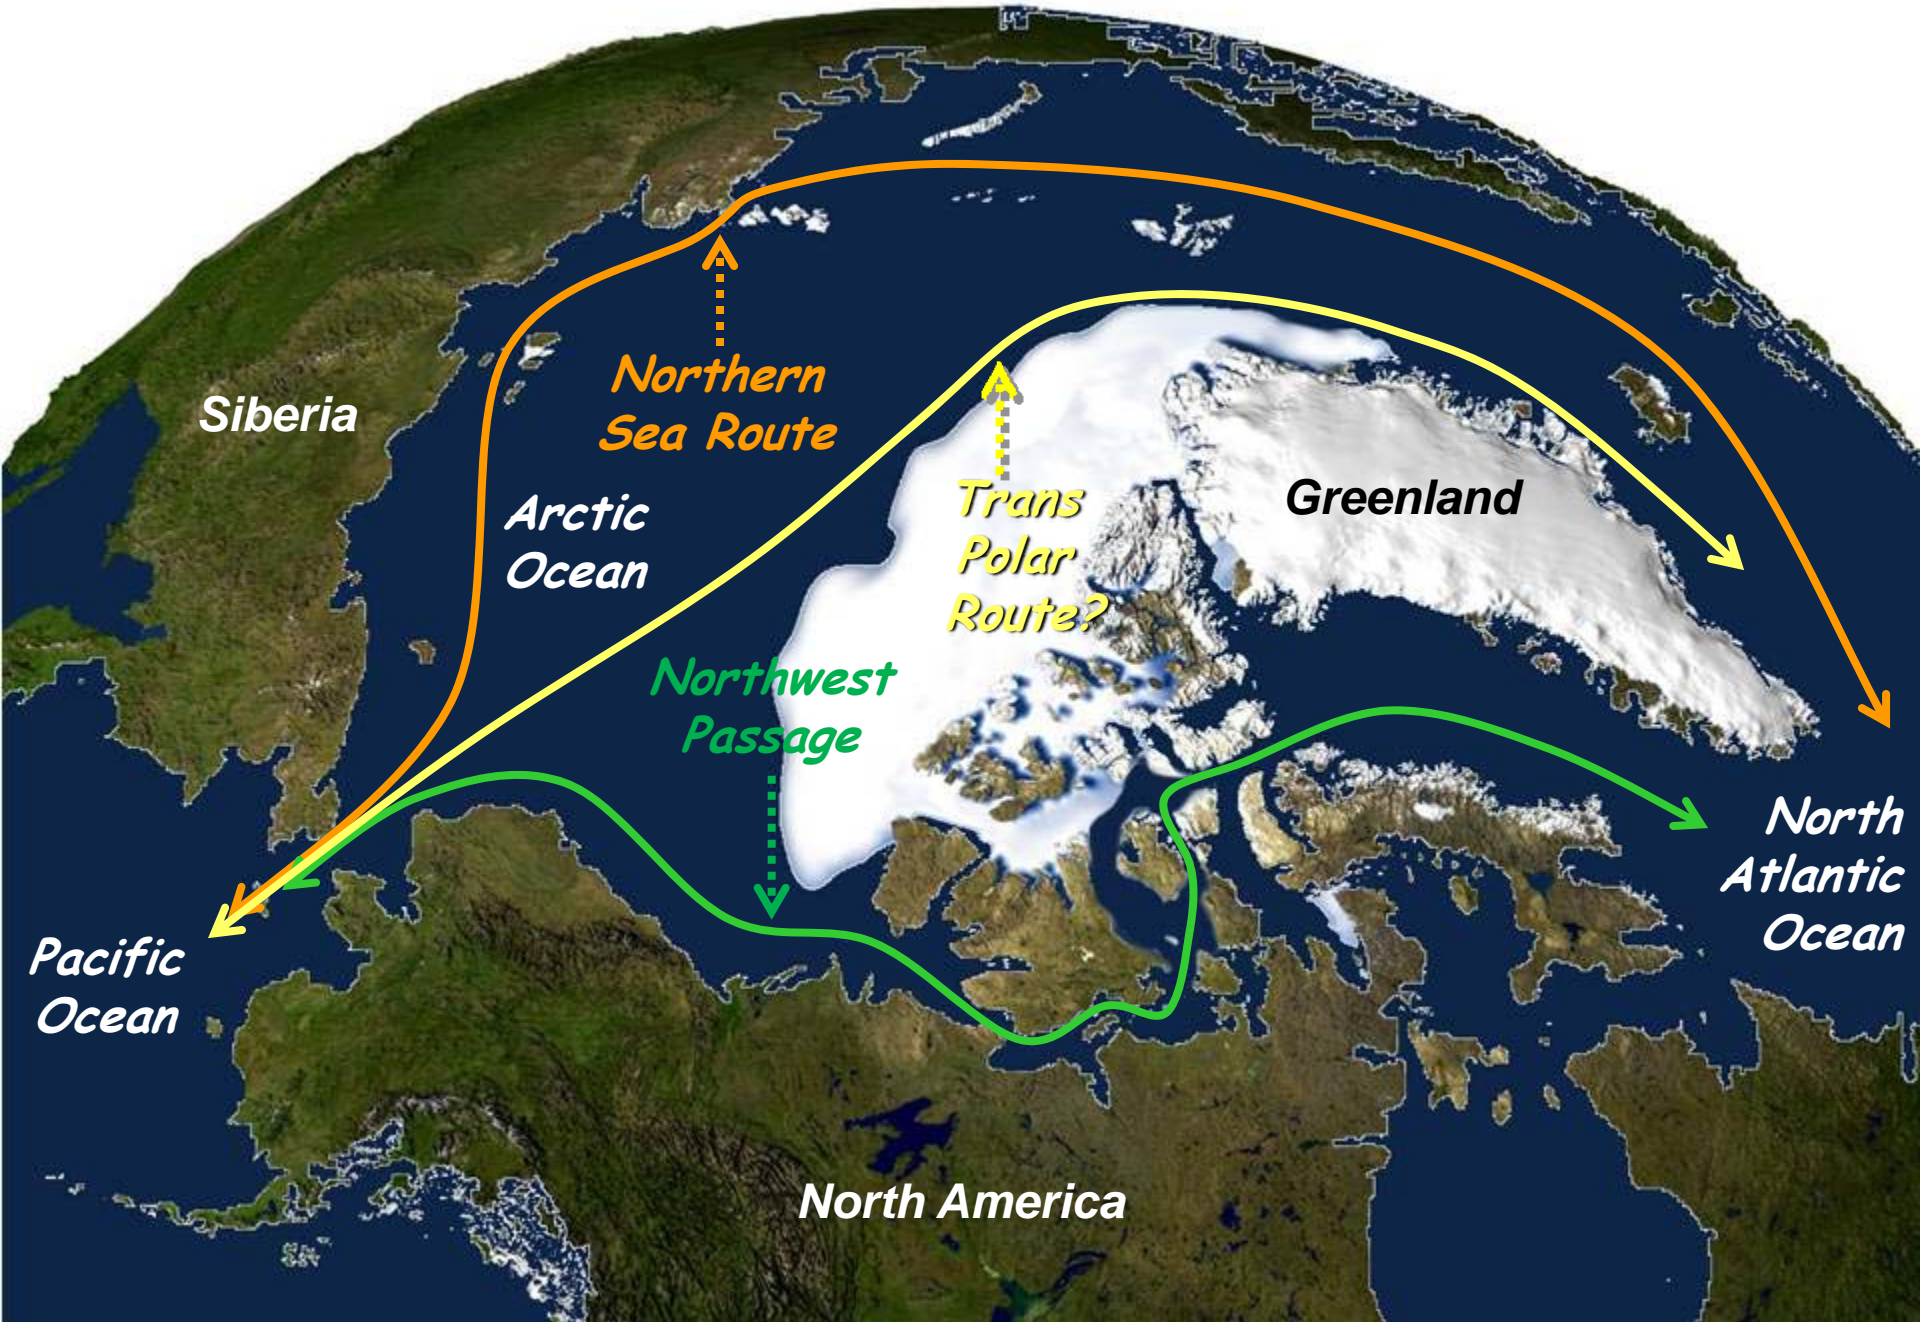 Northern
Sea Route
Siberia
Arctic
Ocean
Trans
Polar
Route?
Greenland
Northwest
Passage
North
Atlantic
Ocean
Pacific
Ocean
North America